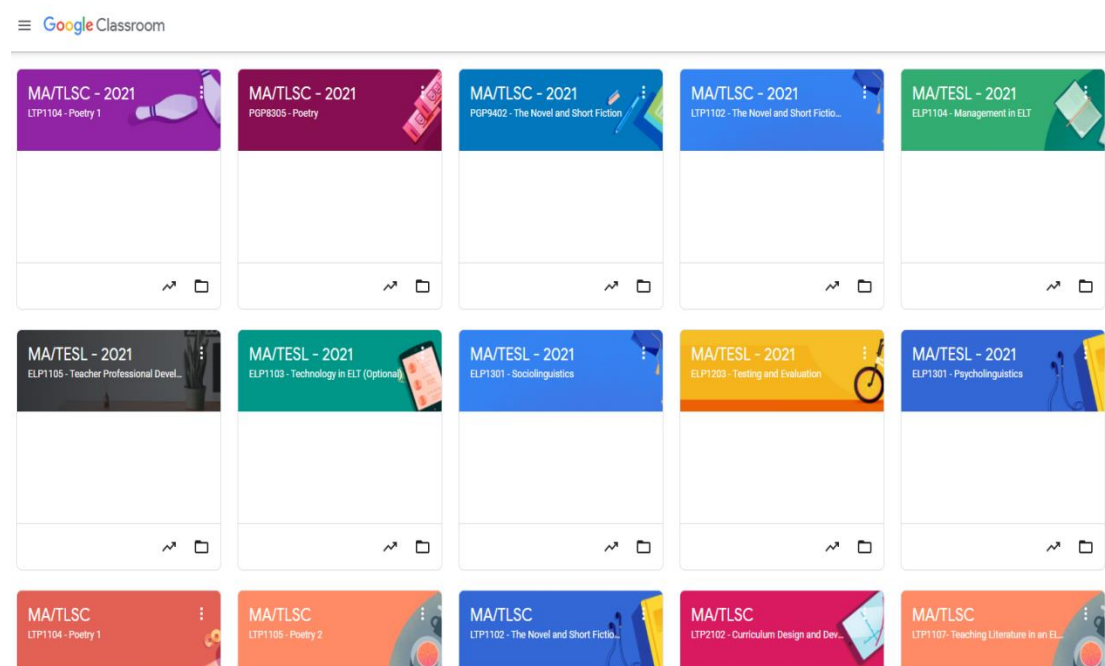 Google Classroom
MA/TLSC - 2021
LTP1104 - Poetry 1
MA/TLSC - 2021
PGP8305 - Poetry
MA/TLSC - 2021
PGP9402 - The Novel and Short Fiction
MA/TLSC - 2021
LTP1102 - The Novel and Short Fictio...
MA/TESL - 2021
ELP1104 - Management in ELT
MA/TESL - 2021
ELP1105 - Teacher Professional Devel...
MA/TESL - 2021
ELP1103 - Technology in ELT (Optional)
MA/TESL - 2021
ELP1301 - Sociolinguistics
MA/TESL - 2021
ELP1203 - Testing and Evaluation
MA/TESL - 2021
ELP1301 - Psycholinguistics
MA/TLSC
LTP1104 - Poetry 1
MA/TLSC
LTP1105 - Poetry 2
MA/TLSC
LTP1102 - The Novel and Short Fictio...
MA/TLSC
LTP2102 - Curriculum Design and Dev...
MA/TLSC
LTP1107- Teaching Literature in an EL...